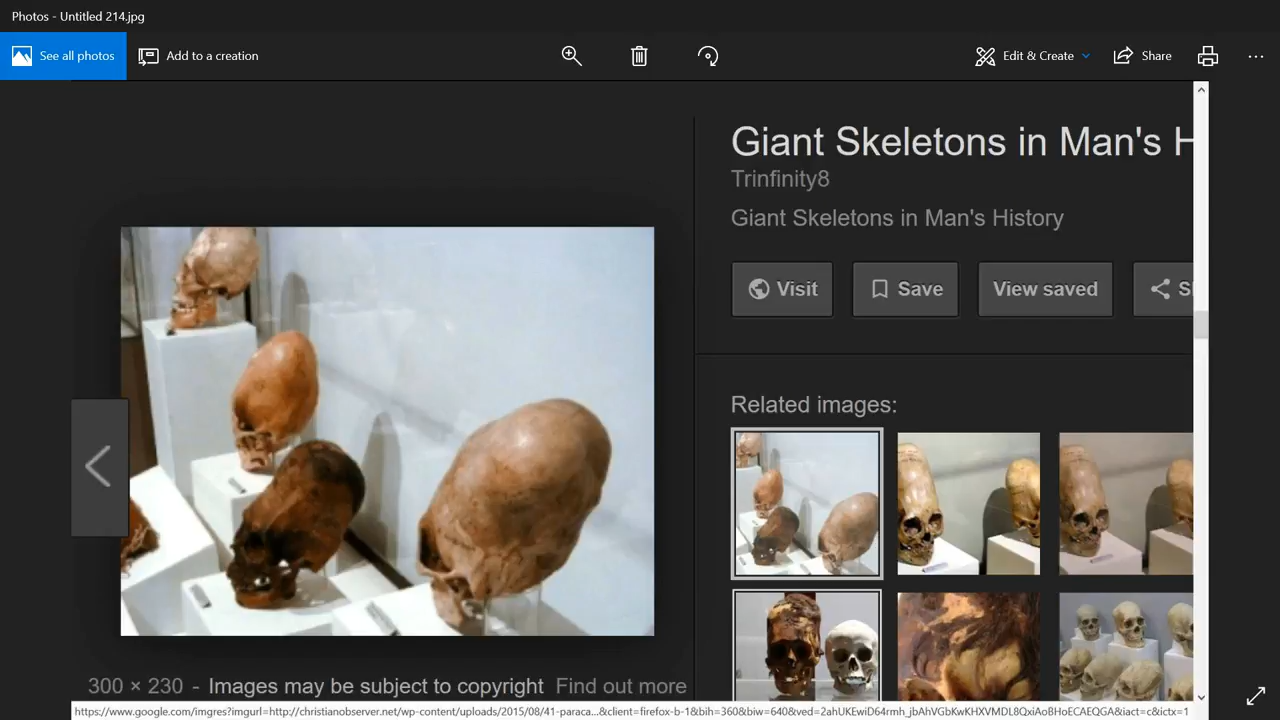 Photos - Untitled 214.jpg
See all photos
Add to a creation
Edit & Create
Share
Giant Skeletons in Man's H
Trinfinity8
Giant Skeletons in Man's History
Visit
Save
View saved
Related images:
300 × 230 - Images may be subject to copyright Find out more
https://www.google.com/imgres?imgurl=http://christianobserver.net/wp-content/uploads/2015/08/41-paraca...&client=firefox-b-1&bih=360&biw=640&ved=2ahUKEwiD64rmh_jbAhVGbKwKHXVMDL8QxiAoBHoECAEQGA&iact=c&ictx=1